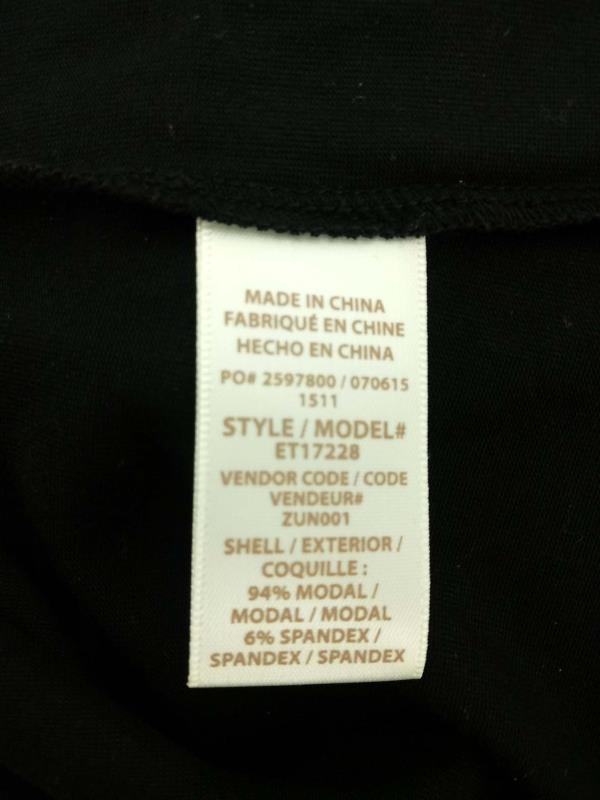 MADE IN CHINA
FABRIQUÉ EN CHINE
HECHO EN CHINA
PO# 2597800 / 070615
1511
STYLE / MODEL#
ET17228
VENDOR CODE / CODE
VENDEUR#
ZUN001
SHELL / EXTERIOR /
COQUILLE :
94% MODAL /
MODAL / MODAL
6% SPANDEX /
SPANDEX / SPANDEX